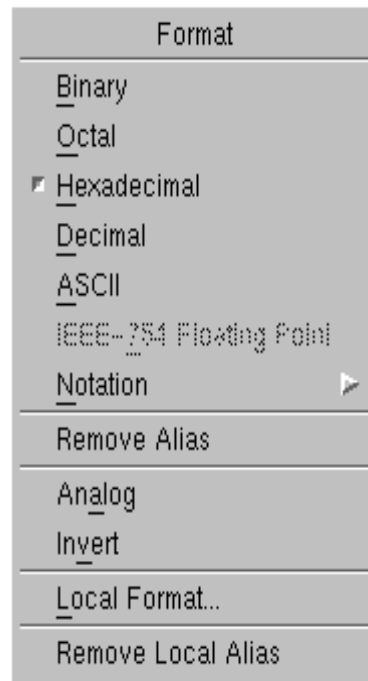 Format
Binary
Octal
Hexadecimal
Decimal
ASCII
IEEE-754 Floating Point
Notation
Remove Alias
Analog
Invert
Local Format...
Remove Local Alias